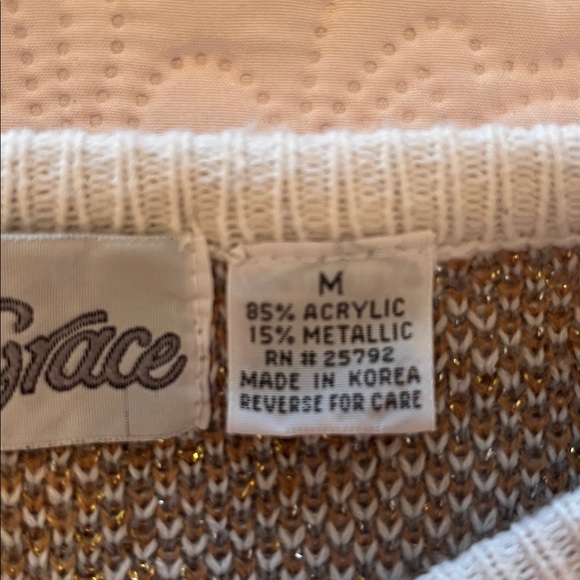 Grace
M
85% ACRYLIC
15% METALLIC
RN # 25792
MADE IN KOREA
REVERSE FOR CARE